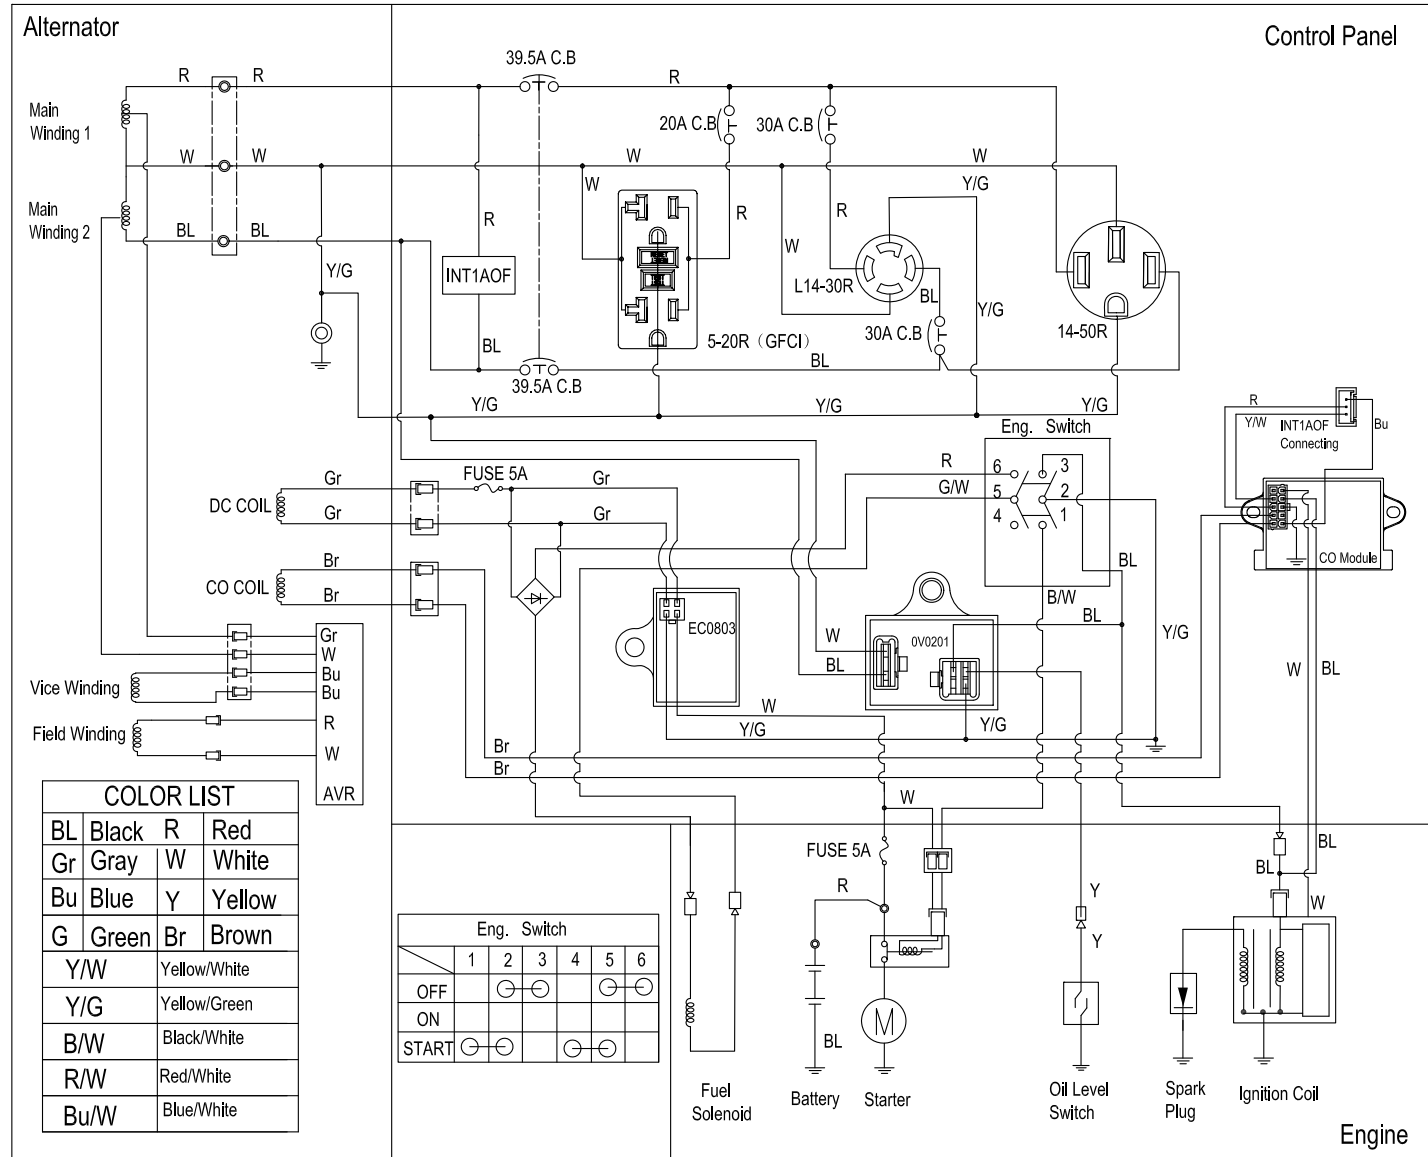 Alternator
Control Panel
39.5A C.B
R
R
R
Main
Winding 1
20A C.B
30A C.B
W
W
W
W
Y/G
W
Main
Winding 2
R
R
R
BL
BL
W
Y/G
INT1AOF
L14-30R
BL
Y/G
30A C.B
14-50R
5-20R (GFCI)
BL
BL
39.5A C.B
Y/G
Y/G
Y/G
R
Y/W
INT1AOF
Connecting
Bu
Eng. Switch
FUSE 5A
Gr
Gr
R
6
3
DC COIL
G/W
5
2
Gr
Gr
4
1
Br
CO COIL
Br
BL
CO Module
B/W
BL
EC0803
0V0201
W
BL
Y/G
W
BL
Gr
W
Bu
Bu
Vice Winding
R
Field Winding
W
AVR
W
Y/G
Y/G
Br
Br
W
COLOR LIST
BL Black R Red
Gr Gray W White
Bu Blue Y Yellow
G Green Br Brown
Y/W Yellow/White
Y/G Yellow/Green
B/W Black/White
R/W Red/White
Bu/W Blue/White
FUSE 5A
R
BL
BL
W
Y
Y
Eng. Switch
1 2 3 4 5 6
OFF
ON
START
M
BL
Fuel
Solenoid
Battery
Starter
Oil Level
Switch
Spark
Plug
Ignition Coil
Engine